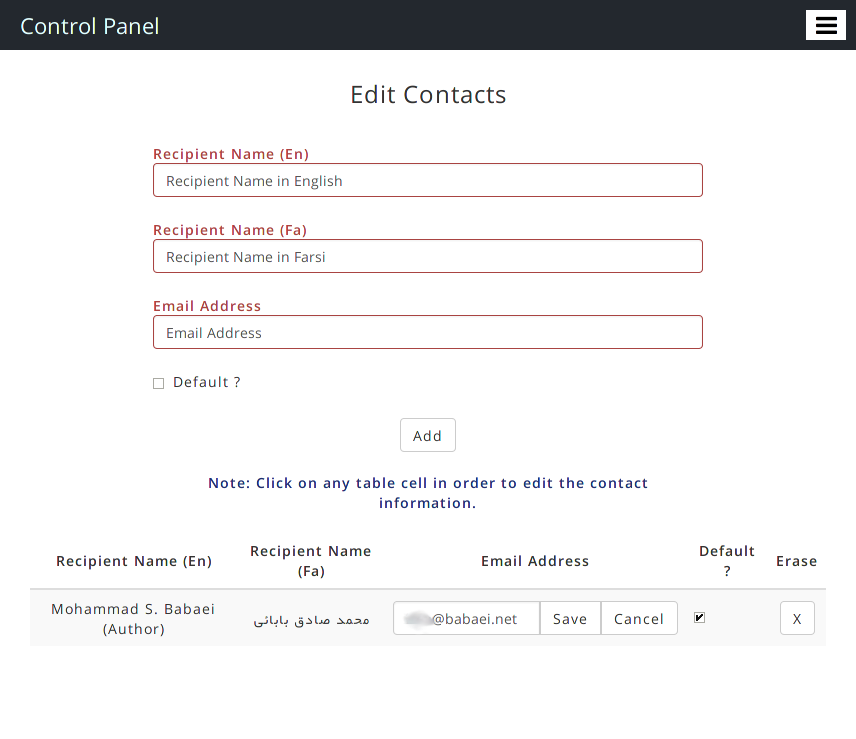 Control Panel
Edit Contacts
Recipient Name (En)
Recipient Name in English
Recipient Name (Fa)
Recipient Name in Farsi
Email Address
Email Address
Default ?
Add
Note: Click on any table cell in order to edit the contact
information.
Recipient Name (En)
Recipient Name
(Fa)
Email Address
Default
?
Erase
Mohammad S. Babaei
(Author)
محمد صادق بابائی
@babaei.net
Save
Cancel
X